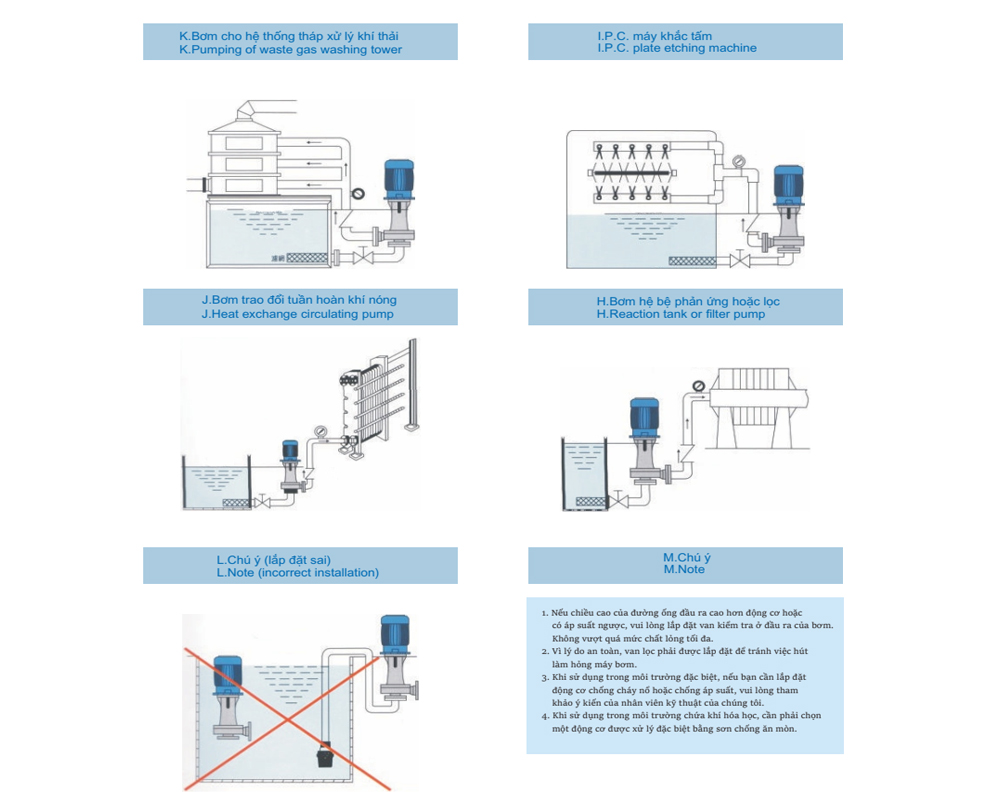 K.Bơm cho hệ thống tháp xử lý khí thải
K.Pumping of waste gas washing tower
I.P.C. máy khắc tấm
I.P.C. plate etching machine
濾網
J.Bơm trao đổi tuần hoàn khí nóng
J.Heat exchange circulating pump
H.Bơm hệ bệ phản ứng hoặc lọc
H.Reaction tank or filter pump
L.Chú ý (lắp đặt sai)
L.Note (incorrect installation)
M.Chú ý
M.Note
1. Nếu chiều cao của đường ống đầu ra cao hơn động cơ hoặc
có áp suất ngược, vui lòng lắp đặt van kiểm tra ở đầu ra của bơm.
Không vượt quá mức chất lỏng tối đa.
2. Vì lý do an toàn, van lọc phải được lắp đặt để tránh việc hút
làm hỏng máy bơm.
3. Khi sử dụng trong môi trường đặc biệt, nếu bạn cần lắp đặt
động cơ chống cháy nổ hoặc chống áp suất, vui lòng tham
khảo ý kiến của nhân viên kỹ thuật của chúng tôi.
4. Khi sử dụng trong môi trường chứa khí hóa học, cần phải chọn
một động cơ được xử lý đặc biệt bằng sơn chống ăn mòn.